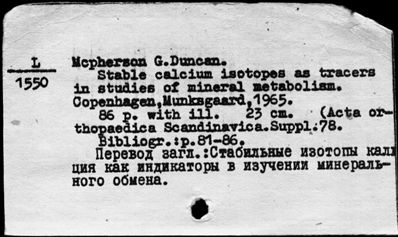 L
1550
Mcpherson G.Duncan.
Stable calcium isotopes as tracers
in studies of mineral metabolism.
Copenhagen,Munksgaard,1965.
86 p. with ill. 23 cm. (Acta or-
thopaedica Scandinavica.Suppl.78.
Bibliogr.:p.81-86.
Перевод загл.:Стабильные изотопы каль
ция как индикаторы в изучении минераль-
ного обмена.